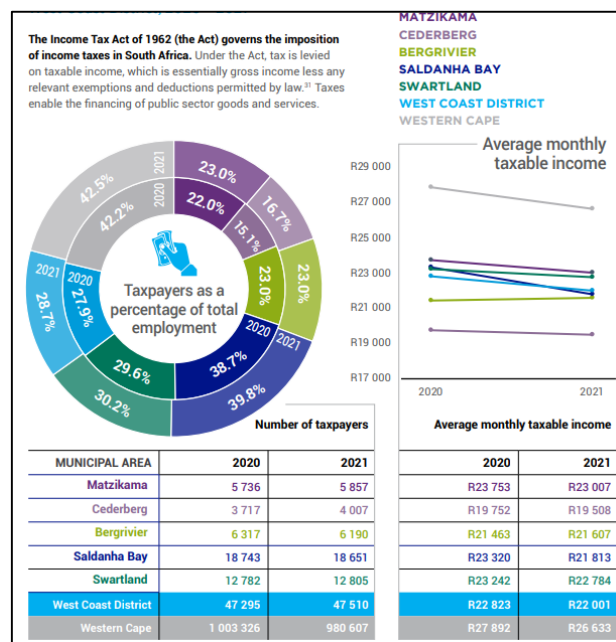 The Income Tax Act of 1962 (the Act) governs the imposition
of income taxes in South Africa. Under the Act, tax is levied
on taxable income, which is essentially gross income less any
relevant exemptions and deductions permitted by law.³¹ Taxes
enable the financing of public sector goods and services.
MATZIKAMA
CEDERBERG
BERGRIVIER
SALDANHA BAY
SWARTLAND
WEST COAST DISTRICT
WESTERN CAPE
2021
23.0%
16.7%
23.0%
2021
39.8%
30.2%
2021
28.7%
42.5%
2020
22.0%
15.1%
23.0%
2020
38.7%
29.6%
2020
27.9%
42.2%
Taxpayers as a
percentage of total
employment
Average monthly
taxable income
R29 000
R27 000
R25 000
R23 000
R21 000
R19 000
R17 000
2020 2021
Number of taxpayers Average monthly taxable income
MUNICIPAL AREA 2020 2021 2020 2021
Matzikama 5 736 5 857 R23 753 R23 007
Cederberg 3 717 4 007 R19 752 R19 508
Bergrivier 6 317 6 190 R21 463 R21 607
Saldanha Bay 18 743 18 651 R23 320 R21 813
Swartland 12 782 12 805 R23 242 R22 784
West Coast District 47 295 47 510 R22 823 R22 001
Western Cape 1 003 326 980 607 R27 892 R26 633